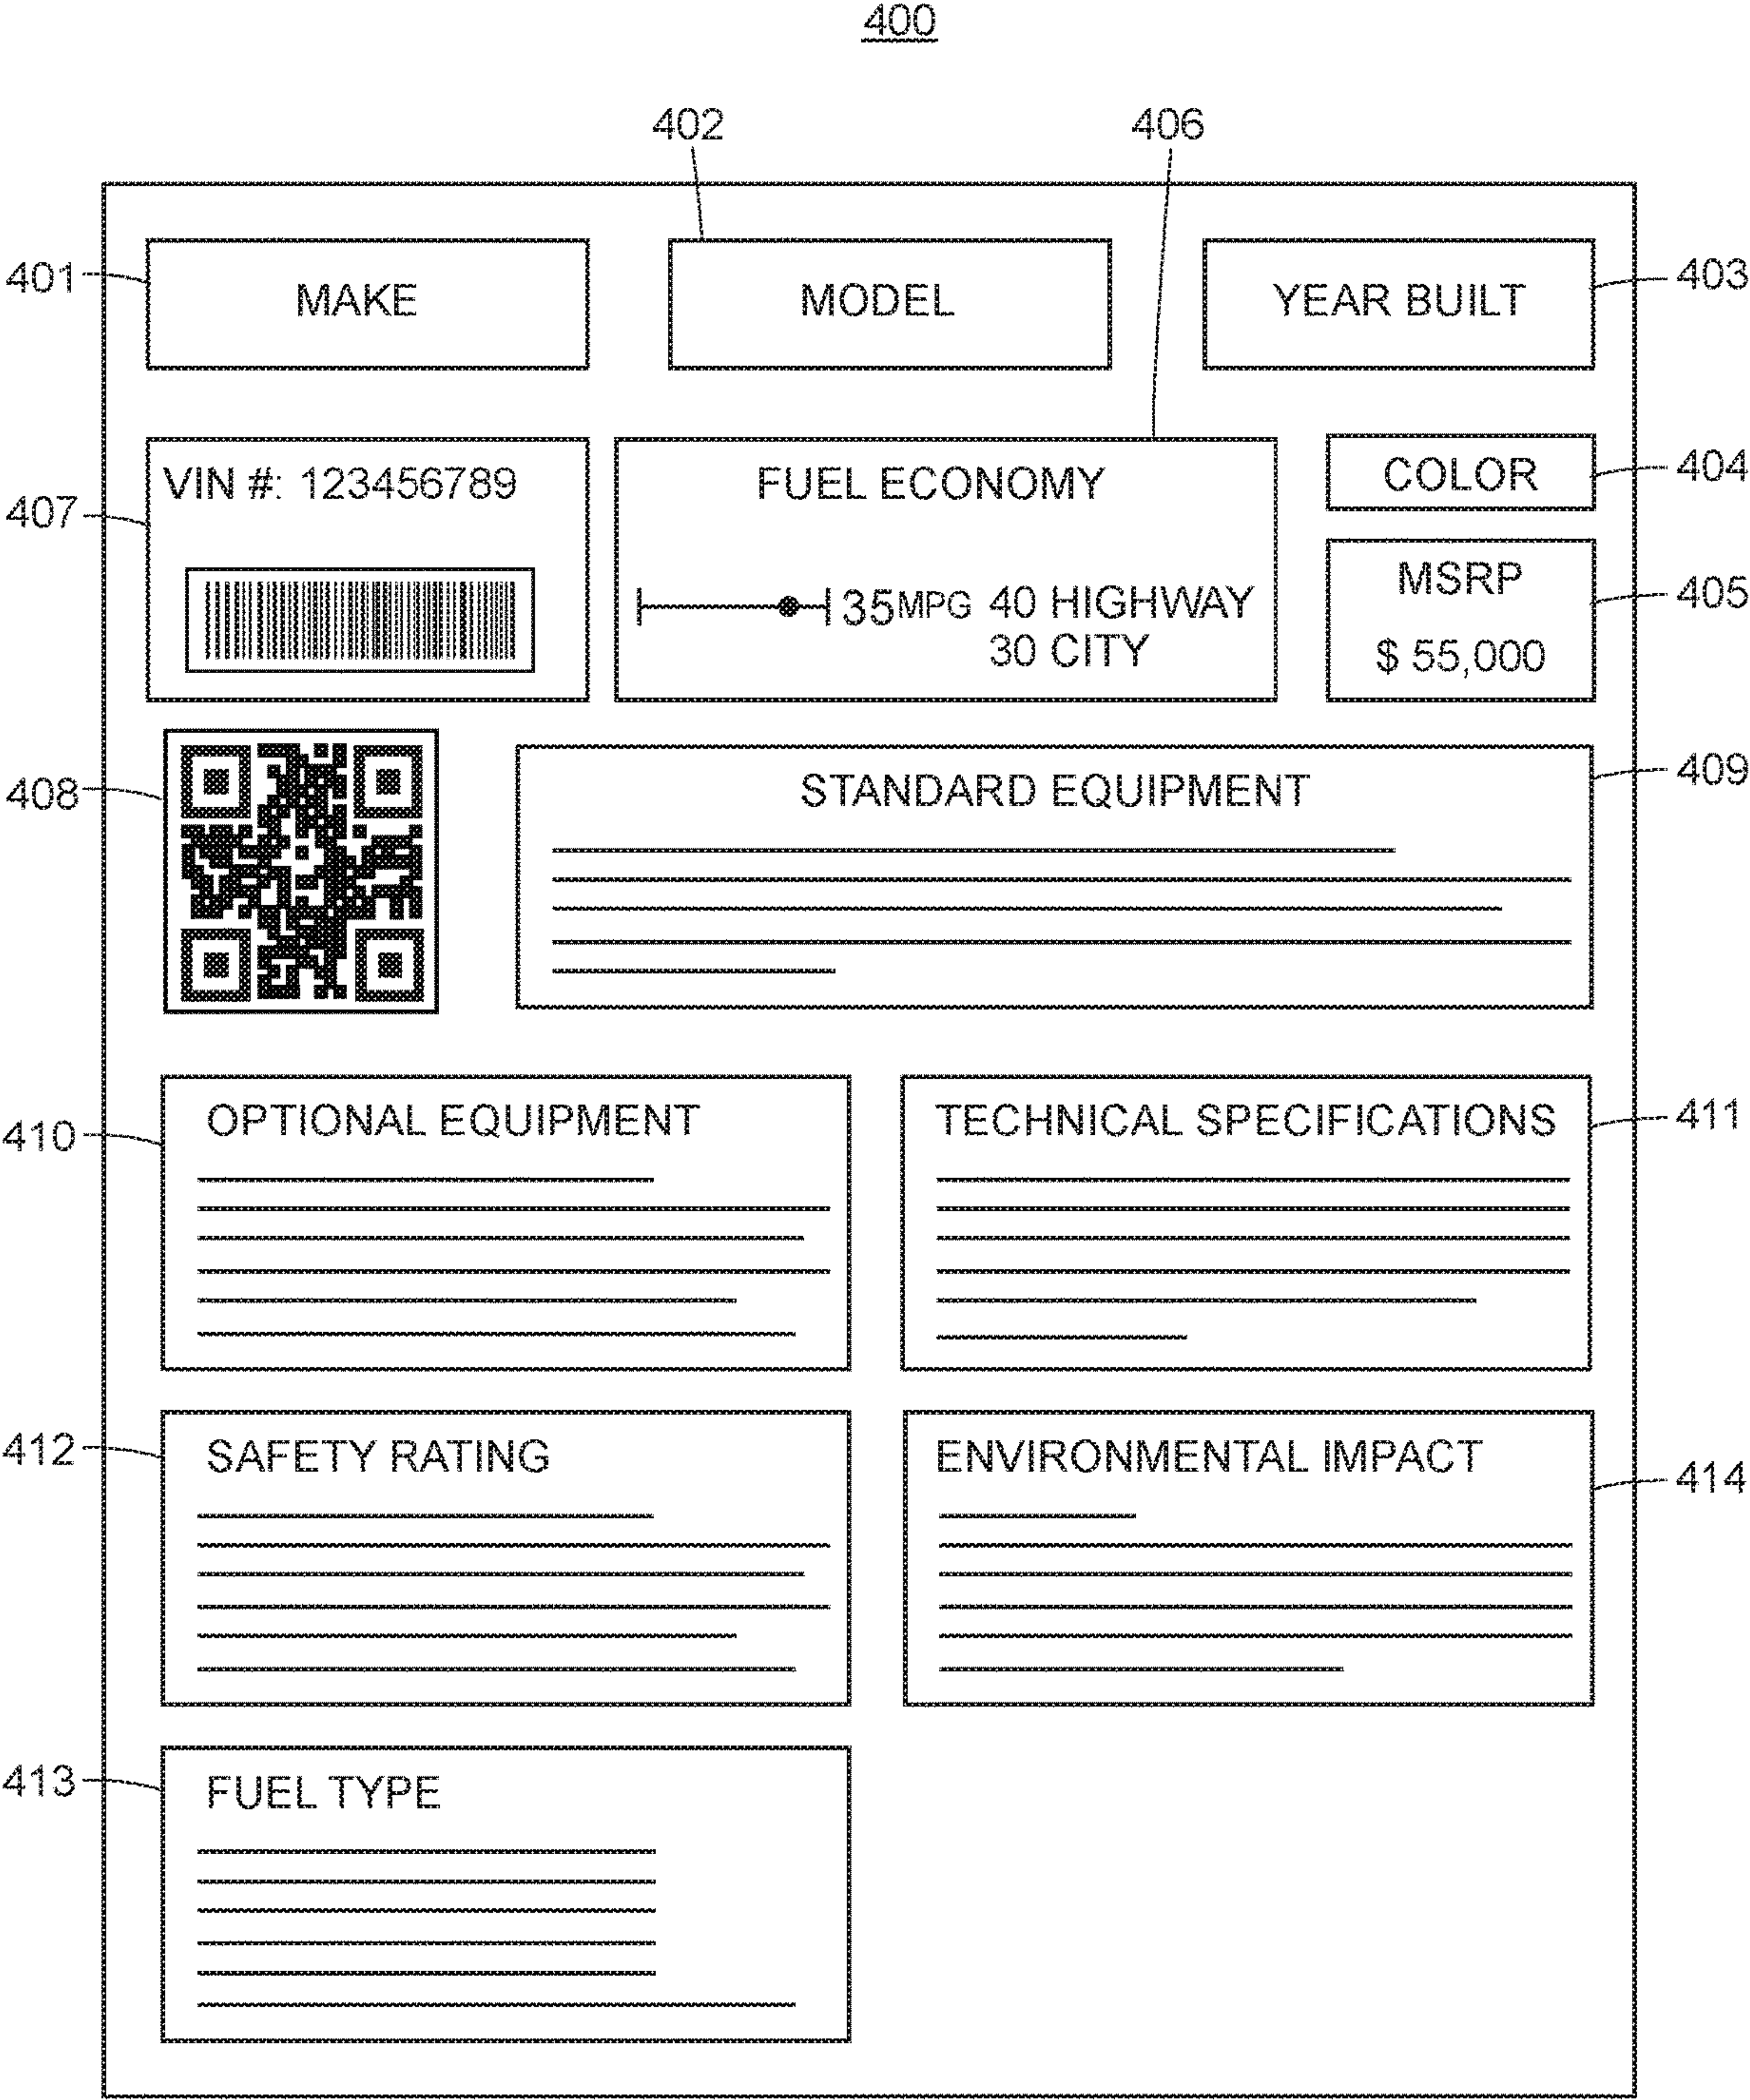 400
402
406
401
MAKE
MODEL
YEAR BUILT
403
407
VIN #: 123456789
FUEL ECONOMY
35 MPG
40 HIGHWAY
30 CITY
COLOR
404
MSRP
$ 55,000
405
408
STANDARD EQUIPMENT
409
410
OPTIONAL EQUIPMENT
TECHNICAL SPECIFICATIONS
411
412
SAFETY RATING
ENVIRONMENTAL IMPACT
414
413
FUEL TYPE